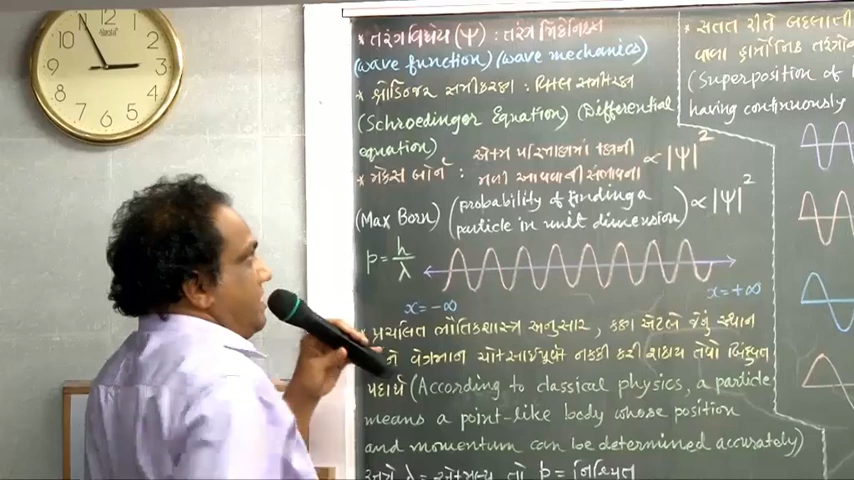 * તરંગ વિધેય (Ψ) : તરંગ મિકેનિક્સ
(wave function) (wave mechanics)
* શ્રોડિન્જર સમીકરણ : વિકલ સમીકરણ
(Schroedinger Equation) (Differential
equation)
* મેક્સ બોર્ન : એકમ પરિમાણમાં કણની
મળી આવવાની સંભાવના ∝ |Ψ|²
(Max Born) (probability of finding a
particle in unit dimension) ∝ |Ψ|²
p = h/λ
x = -∞ x = +∞
* પ્રચલિત ભૌતિકશાસ્ત્ર અનુસાર, કણ એટલે જેનું સ્થાન
ને વેગમાન ચોક્સાઈપૂર્વક નક્કી કરી શકાય તેવો બિંદુવત
પદાર્થ (According to classical physics, a particle
means a point-like body whose position
and momentum can be determined accurately)
λ = તો p = નિશ્ચિત
* સતત રીતે બદલાતી
વાળા હાર્મોનિક તરંગોન
(Superposition of
having continuously
10 11 12 1 2 3 4 5 6 7 8 9